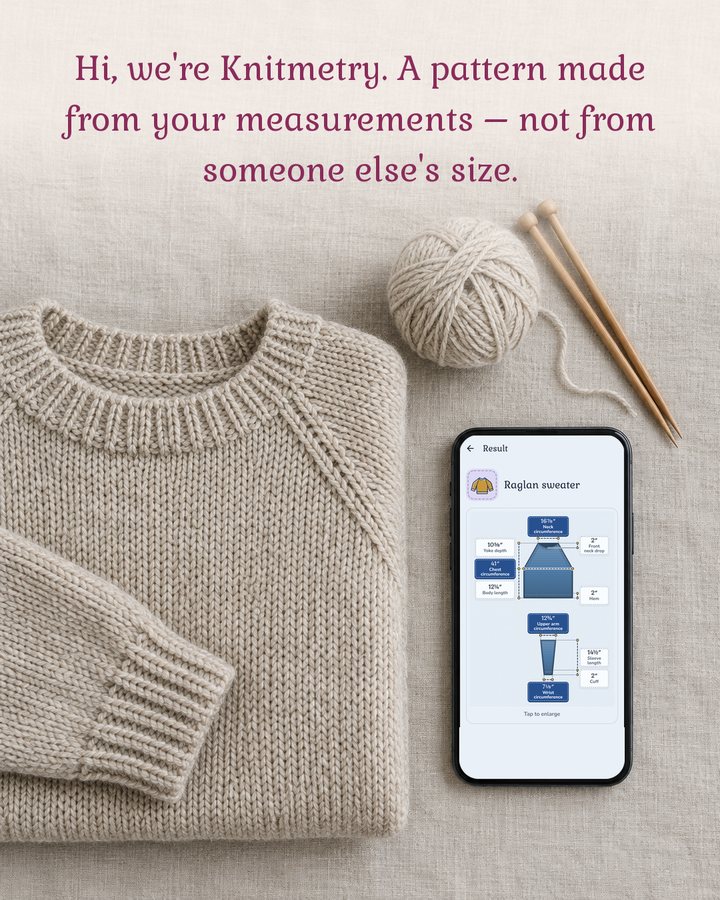 Hi, we're Knitmetry. A pattern made
from your measurements – not from
someone else's size.
Result
Raglan sweater
Neck
circumference
2"
Front
neck drop
Yoke depth
41"
Chest
circumference
Body length
2"
Hem
Upper arm
circumference
14½"
Sleeve
length
2"
Cuff
Wrist
circumference
Tap to enlarge